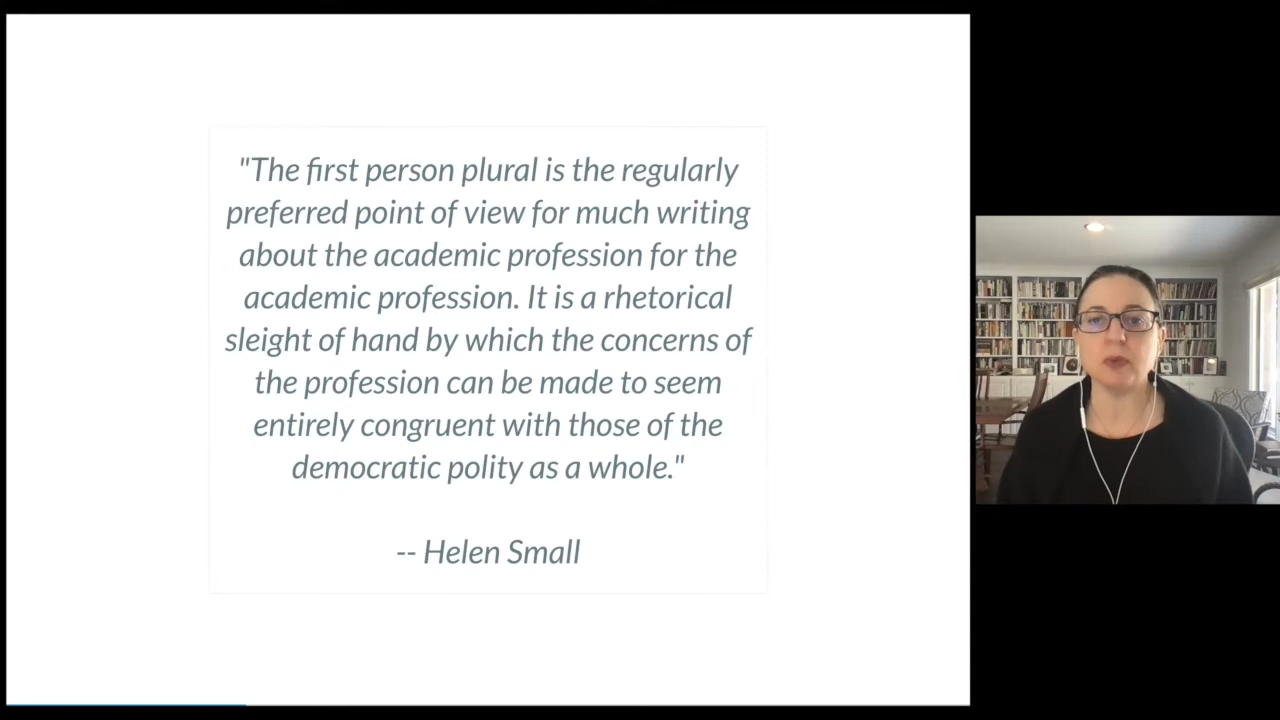 "The first person plural is the regularly
preferred point of view for much writing
about the academic profession for the
academic profession. It is a rhetorical
sleight of hand by which the concerns of
the profession can be made to seem
entirely congruent with those of the
democratic polity as a whole."
-- Helen Small